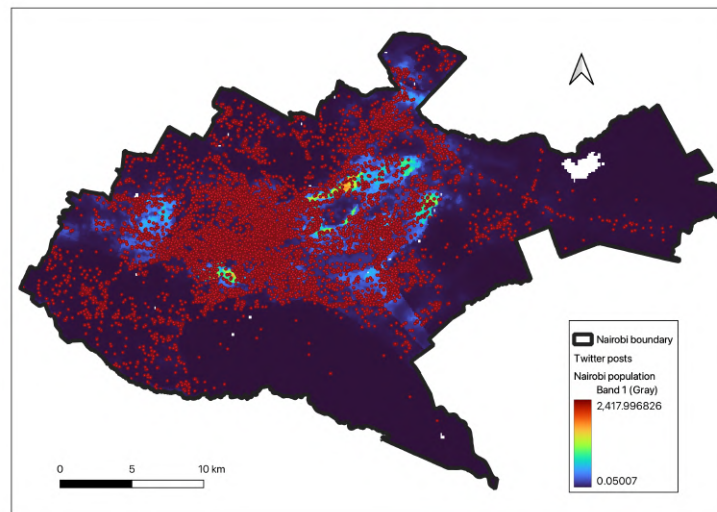 Nairobi boundary
Twitter posts
Nairobi population
Band 1 (Gray)
2,417.996826
0.05007
0 5 10 km